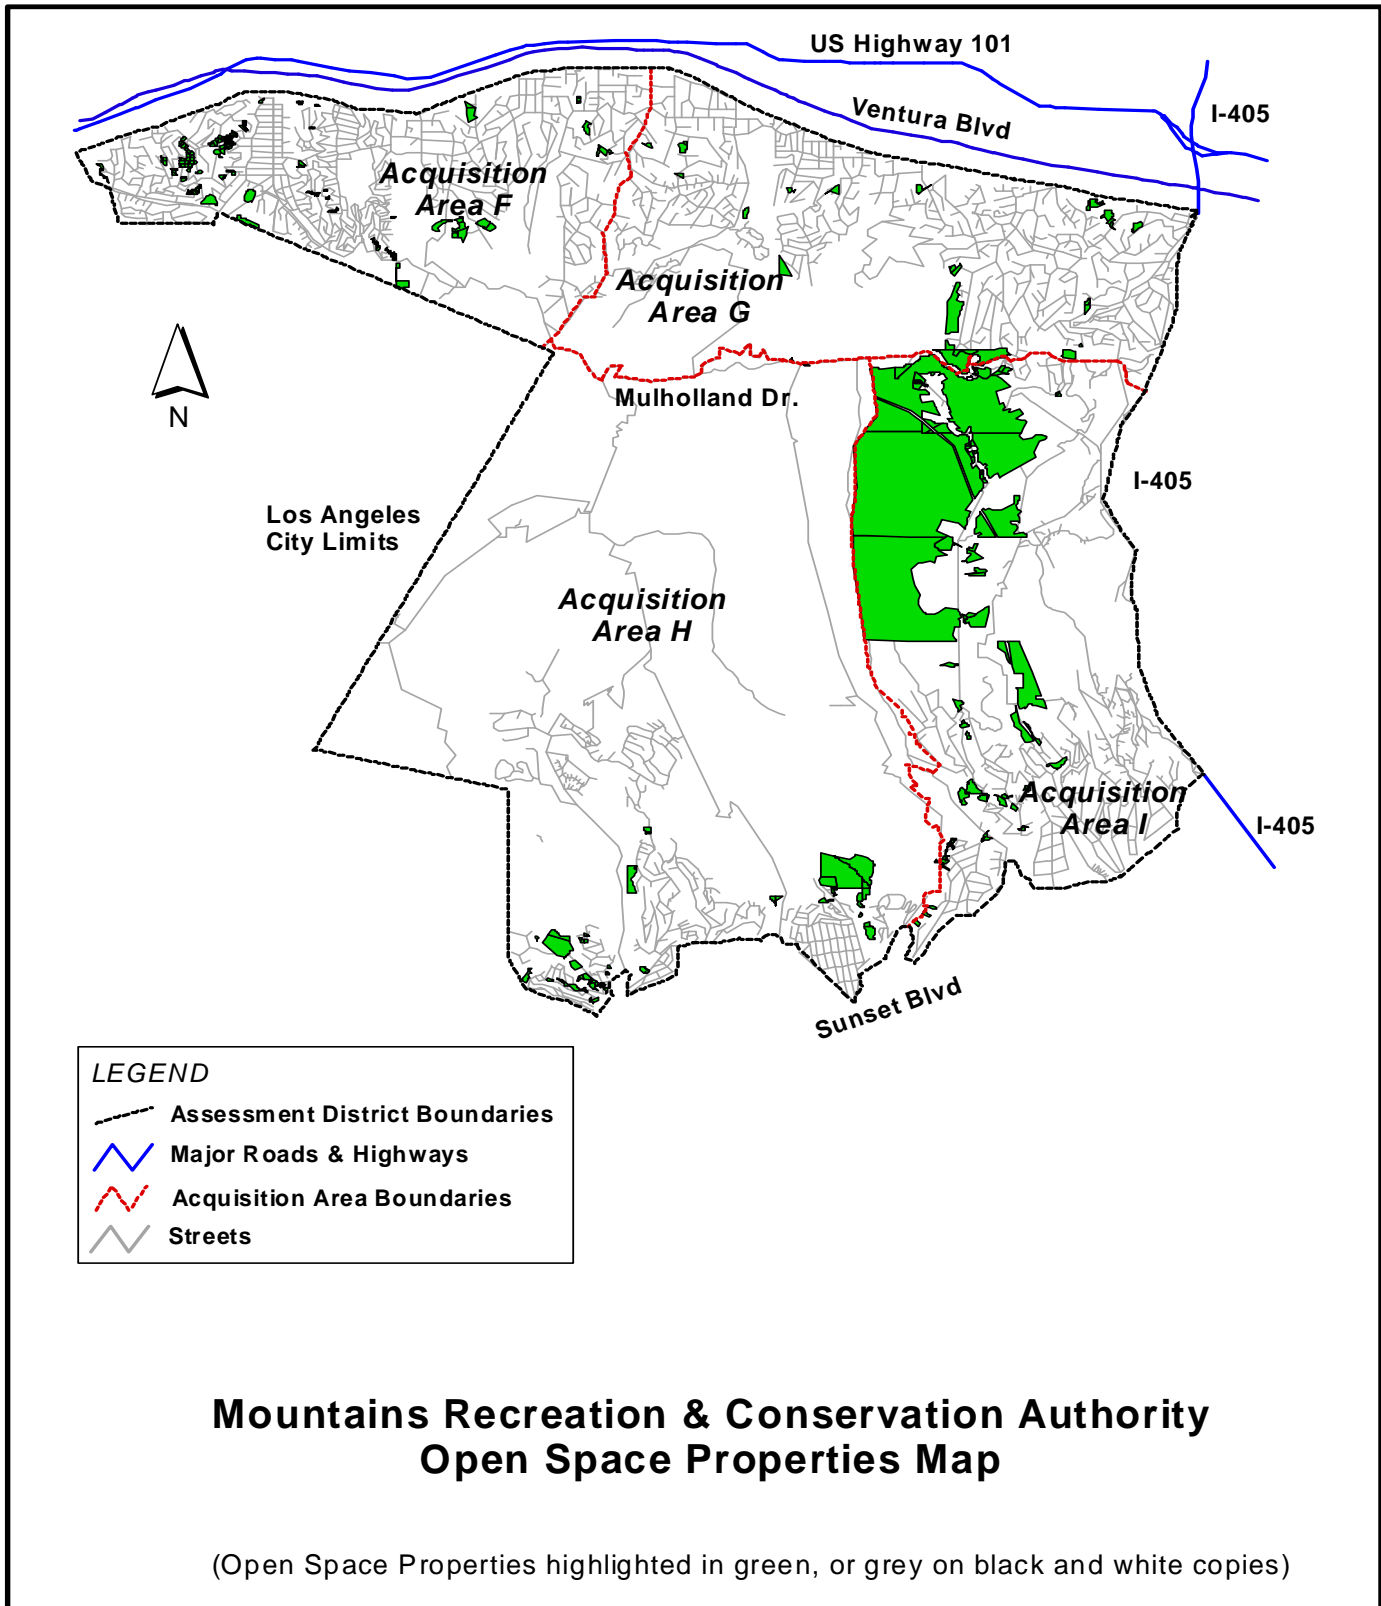 US Highway 101
I-405
Ventura Blvd
Acquisition
Area F
Acquisition
Area G
N
Mulholland Dr.
I-405
Los Angeles
City Limits
Acquisition
Area H
Acquisition
Area I
I-405
Sunset Blvd
LEGEND
Assessment District Boundaries
Major Roads & Highways
Acquisition Area Boundaries
Streets
Mountains Recreation & Conservation Authority
Open Space Properties Map
(Open Space Properties highlighted in green, or grey on black and white copies)